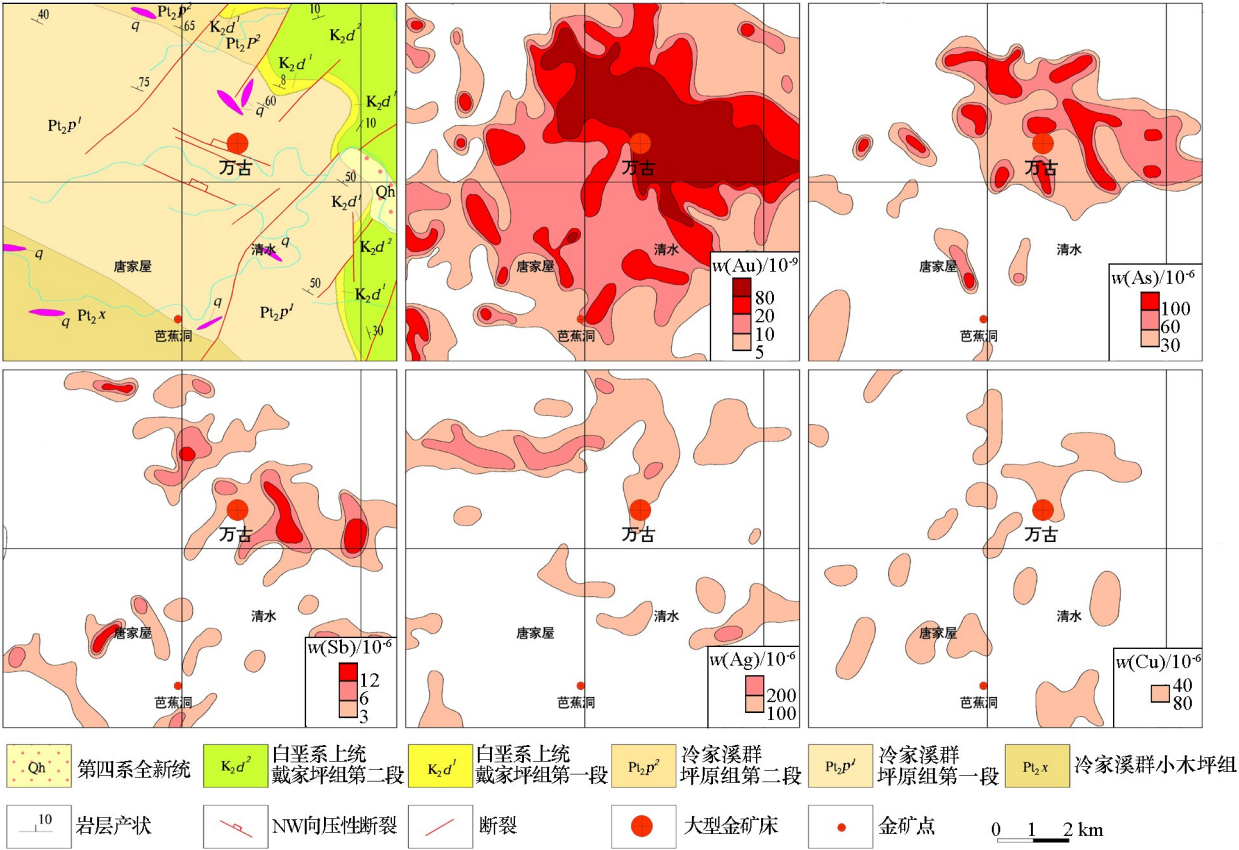 40
q
Pt₂p²
65
K₂d¹
Pt₂P²
10
K₂d²
K₂d¹
8
75
q
60
K₂d¹
10
Pt₂p¹
万古
50
Qh
K₂d¹
q
清水
q
K₂d²
唐家屋
50
K₂d¹
q
Pt₂x
q
Pt₂p¹
芭蕉洞
30
万古
清水
唐家屋
芭蕉洞
w(Au)/10⁻⁹
80
20
10
5
万古
清水
唐家屋
芭蕉洞
w(As)/10⁻⁶
100
60
30
万古
清水
唐家屋
芭蕉洞
w(Sb)/10⁻⁶
12
6
3
万古
清水
唐家屋
芭蕉洞
w(Ag)/10⁻⁶
200
100
万古
清水
唐家屋
芭蕉洞
w(Cu)/10⁻⁶
40
80
Qh 第四系全新统
K₂d² 白垩系上统
戴家坪组第二段
K₂d¹ 白垩系上统
戴家坪组第一段
Pt₂p² 冷家溪群
坪原组第二段
Pt₂p¹ 冷家溪群
坪原组第一段
Pt₂x 冷家溪群小木坪组
10 岩层产状
NW向压性断裂
断裂
大型金矿床
金矿点
0 1 2 km